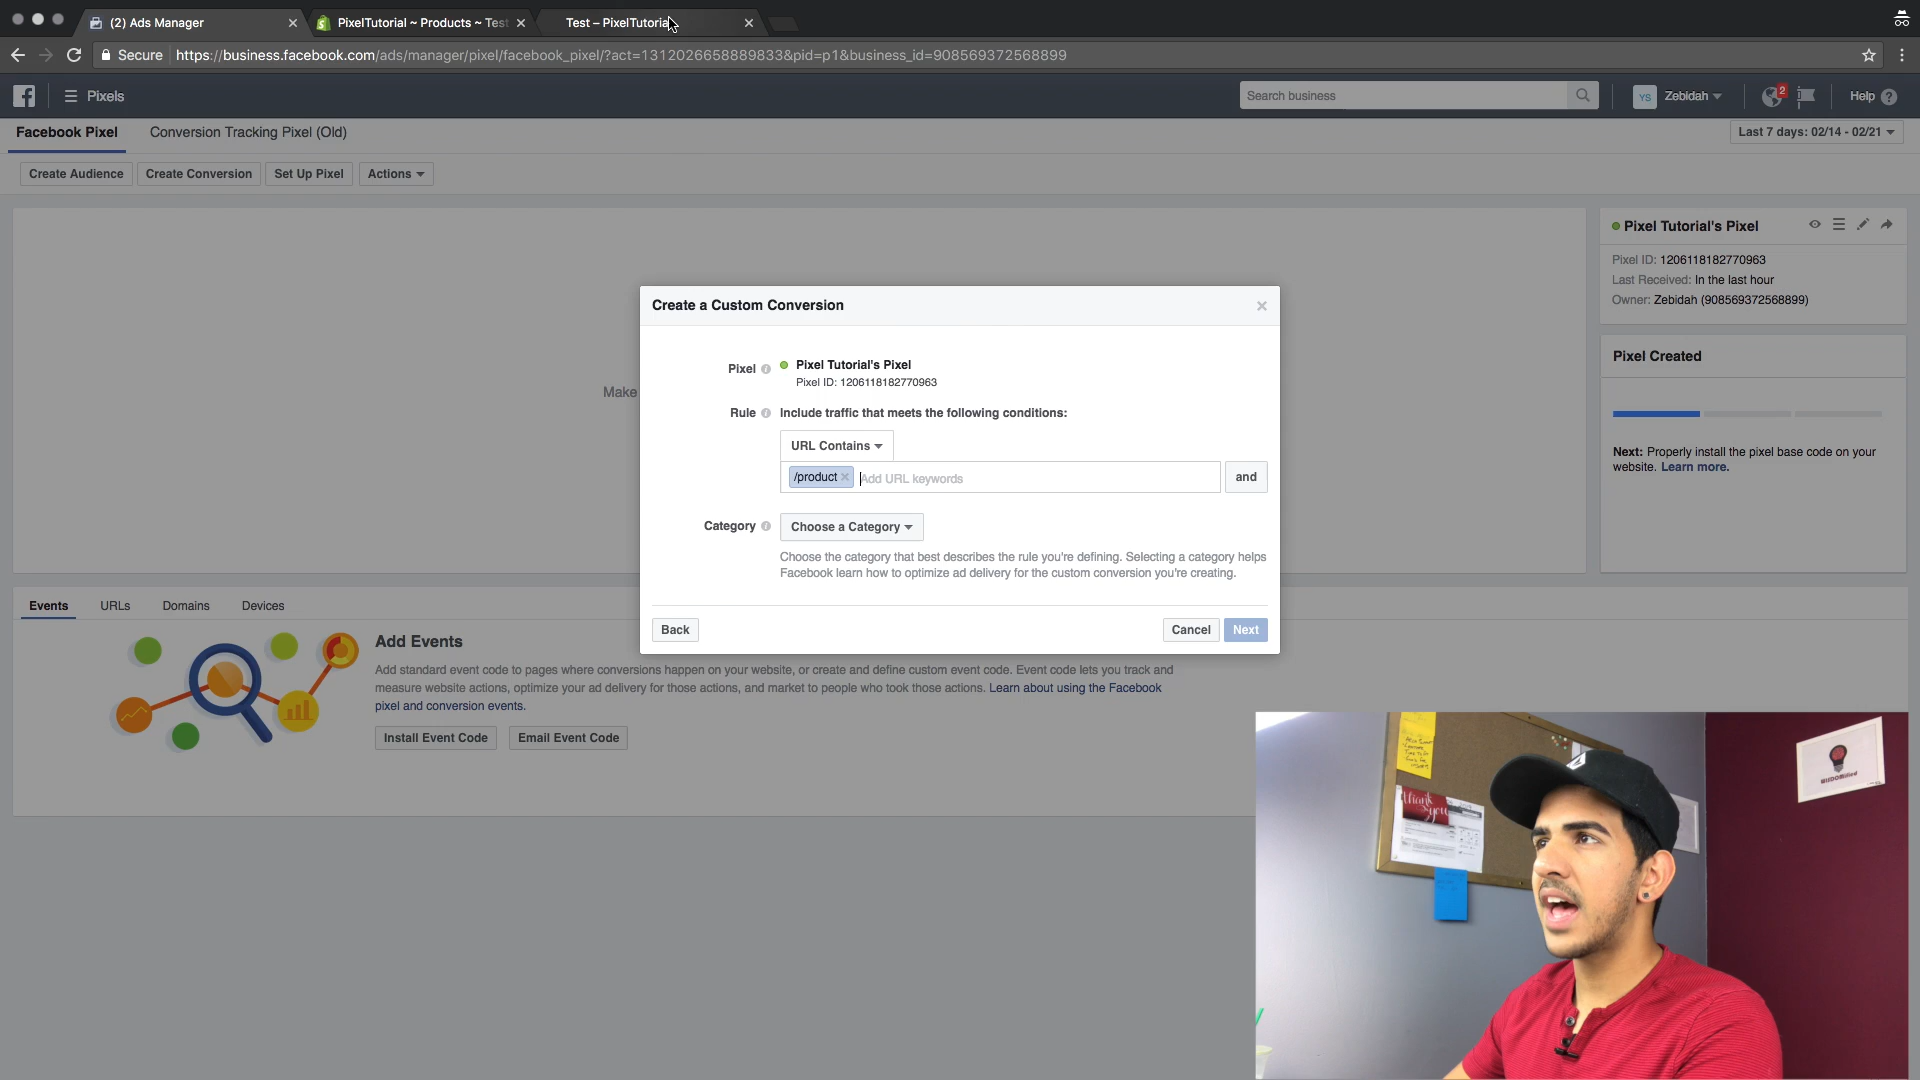 (2) Ads Manager
PixelTutorial ~ Products ~ Test
Test – PixelTutorial
Secure
https://business.facebook.com/ads/manager/pixel/facebook_pixel/?act=1312026658889833&pid=p1&business_id=908569372568899
Pixels
Search business
YS
Zebidah
2
Help
Facebook Pixel
Conversion Tracking Pixel (Old)
Last 7 days: 02/14 - 02/21
Create Audience
Create Conversion
Set Up Pixel
Actions
Make
Pixel Tutorial's Pixel
Pixel ID: 1206118182770963
Last Received: In the last hour
Owner: Zebidah (908569372568899)
Pixel Created
Next: Properly install the pixel base code on your
website. Learn more.
Create a Custom Conversion
Pixel
Pixel Tutorial's Pixel
Pixel ID: 1206118182770963
Rule
Include traffic that meets the following conditions:
URL Contains
/product
Add URL keywords
and
Category
Choose a Category
Choose the category that best describes the rule you're defining. Selecting a category helps
Facebook learn how to optimize ad delivery for the custom conversion you're creating.
Back
Cancel
Next
Events
URLs
Domains
Devices
Add Events
Add standard event code to pages where conversions happen on your website, or create and define custom event code. Event code lets you track and
measure website actions, optimize your ad delivery for those actions, and market to people who took those actions. Learn about using the Facebook
pixel and conversion events.
Install Event Code
Email Event Code
thank
you